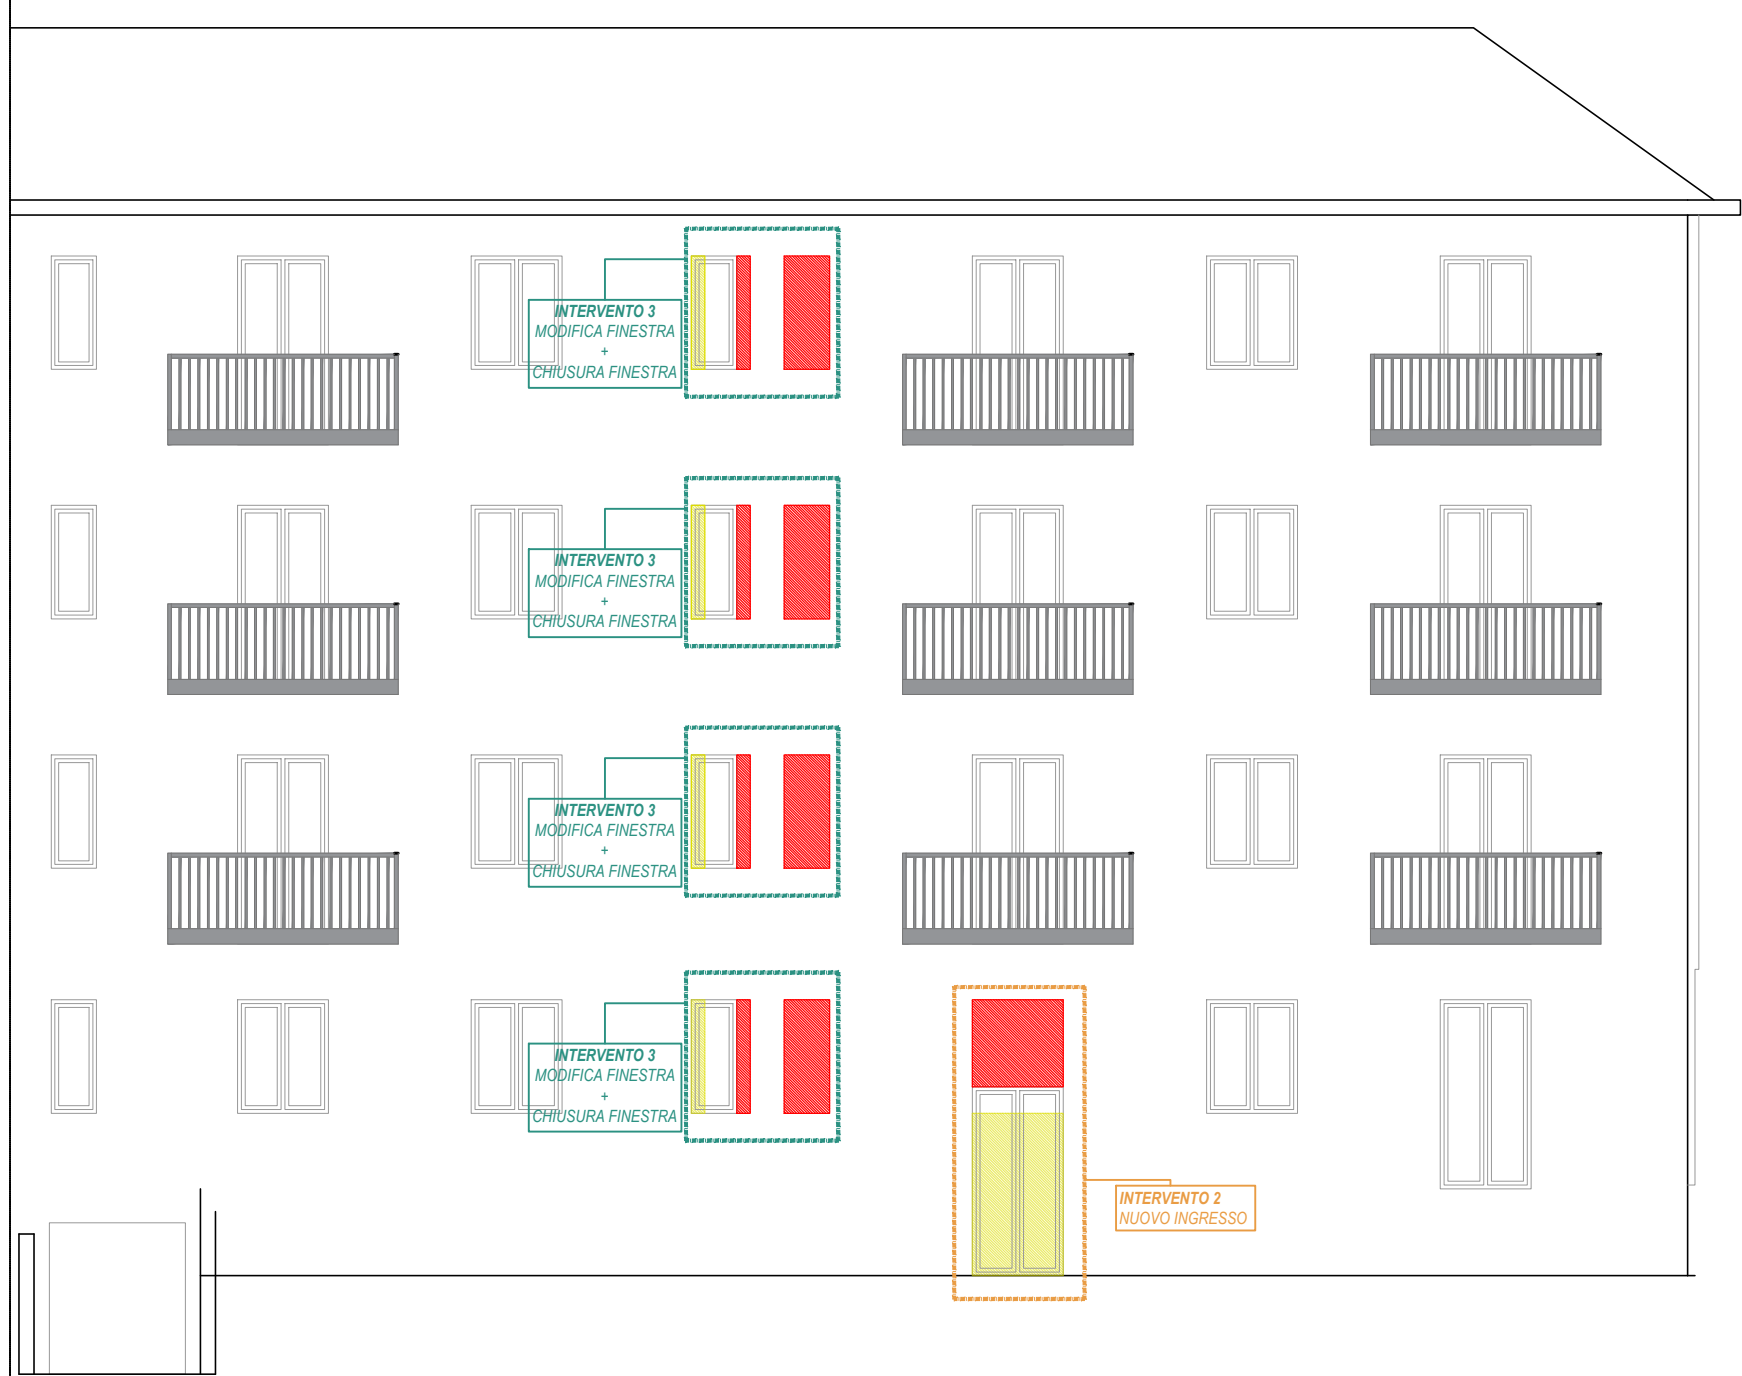 INTERVENTO 3
MODIFICA FINESTRA
+
CHIUSURA FINESTRA
INTERVENTO 3
MODIFICA FINESTRA
+
CHIUSURA FINESTRA
INTERVENTO 3
MODIFICA FINESTRA
+
CHIUSURA FINESTRA
INTERVENTO 3
MODIFICA FINESTRA
+
CHIUSURA FINESTRA
INTERVENTO 2
NUOVO INGRESSO